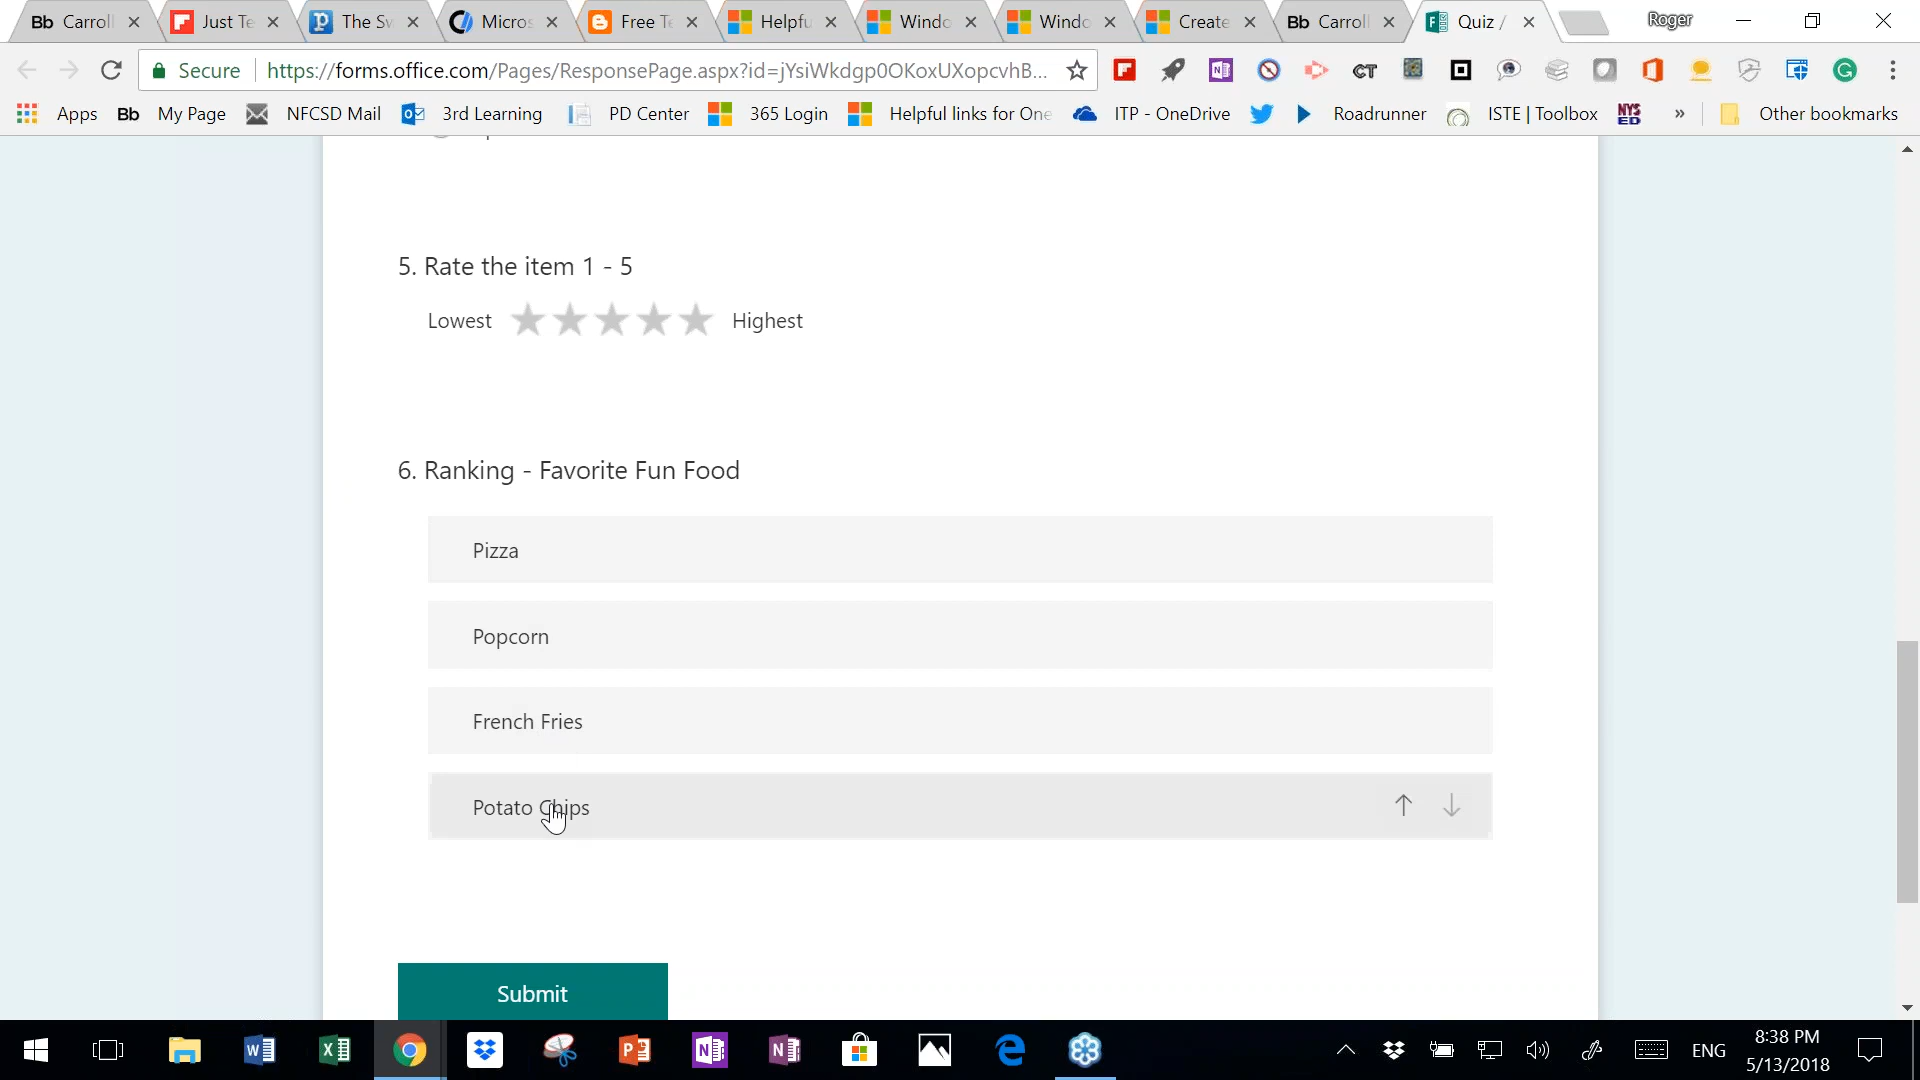 Bb Carroll Just Te The Sw Micros Free Te Helpfu Windo Windo Create Bb Carroll Quiz / Roger
Secure https://forms.office.com/Pages/ResponsePage.aspx?id=jYsiWkdgp0OKoxUXopcvhB...
Apps Bb My Page NFCSD Mail 3rd Learning PD Center 365 Login Helpful links for One ITP - OneDrive Roadrunner ISTE | Toolbox » Other bookmarks
5. Rate the item 1 - 5
Lowest Highest
6. Ranking - Favorite Fun Food
Pizza
Popcorn
French Fries
Potato Chips
Submit
ENG
8:38 PM
5/13/2018